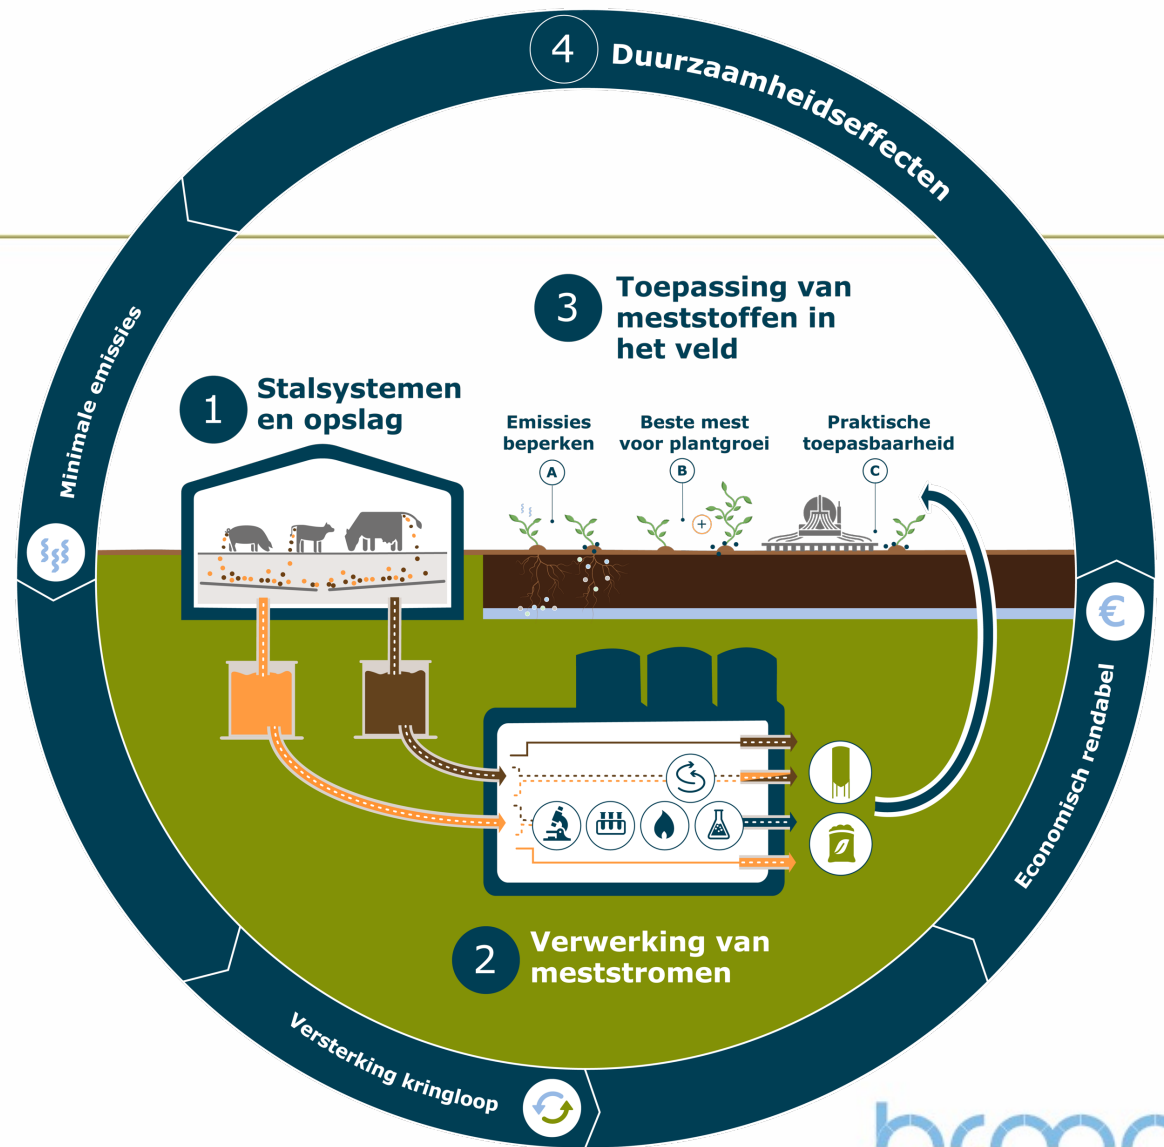 4 Duurzaamheidseffecten
Minimale emissies
3
Toepassing van
meststoffen in
het veld
1
Stalsystemen
en opslag
Emissies
beperken
A
Beste mest
voor plantgroei
B
Praktische
toepasbaarheid
C
+
€
Economisch rendabel
2
Verwerking van
meststromen
Versterking kringloop